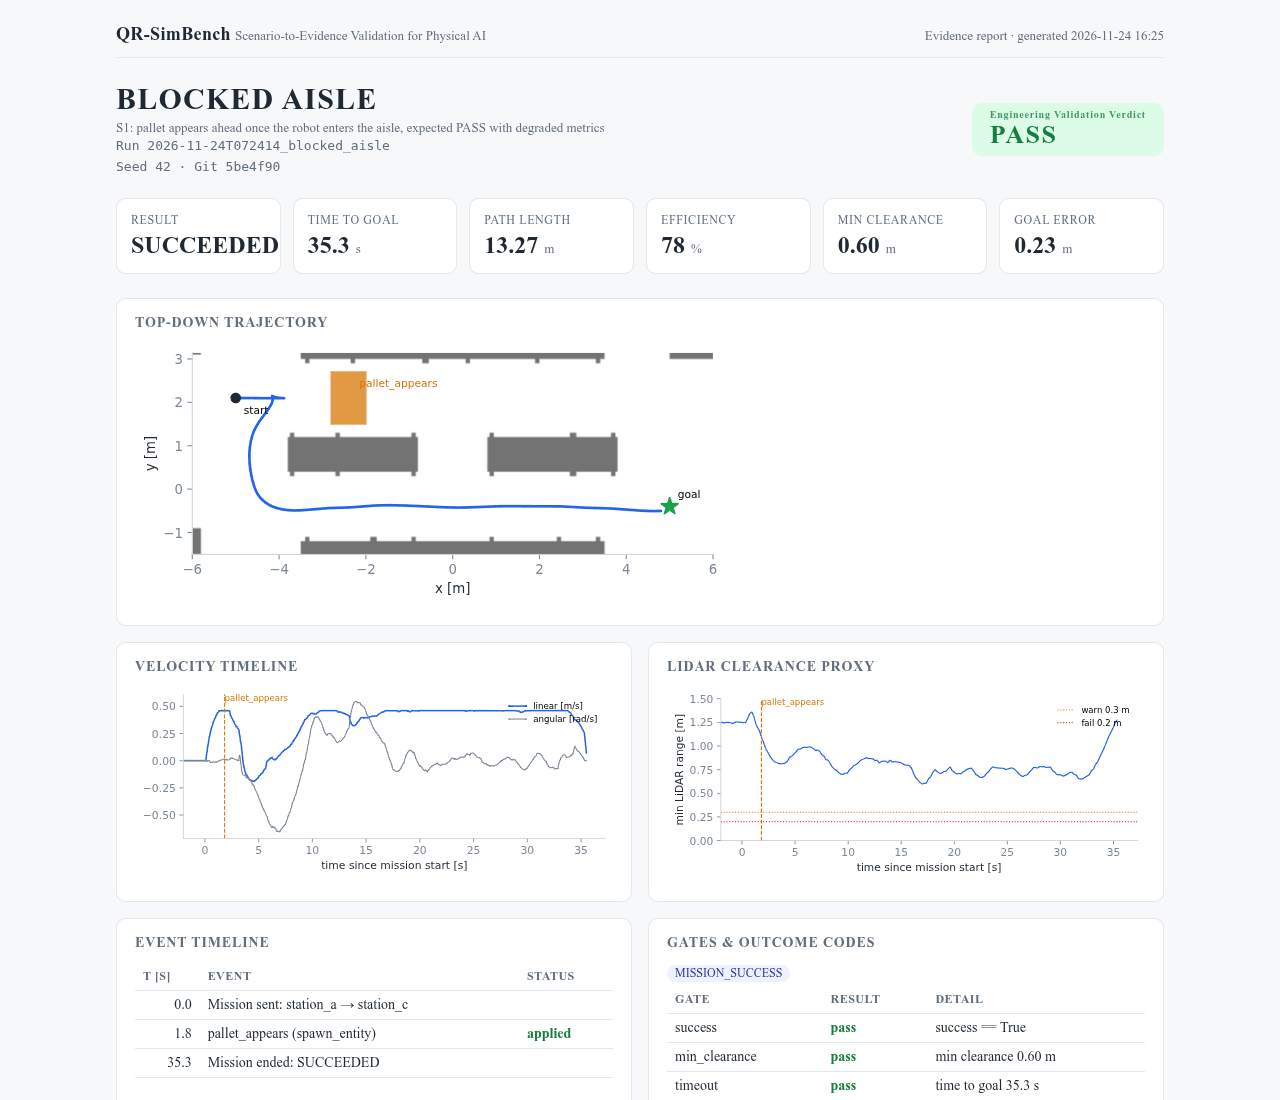 QR-SimBench Scenario-to-Evidence Validation for Physical AI
Evidence report · generated 2026-11-24 16:25
BLOCKED AISLE
S1: pallet appears ahead once the robot enters the aisle, expected PASS with degraded metrics
Run 2026-11-24T072414_blocked_aisle
Seed 42 · Git 5be4f90
Engineering Validation Verdict
PASS
RESULT
SUCCEEDED
TIME TO GOAL
35.3 s
PATH LENGTH
13.27 m
EFFICIENCY
78 %
MIN CLEARANCE
0.60 m
GOAL ERROR
0.23 m
TOP-DOWN TRAJECTORY
3
2
1
0
−1
y [m]
pallet_appears
start
goal
−6 −4 −2 0 2 4 6
x [m]
VELOCITY TIMELINE
pallet_appears
linear [m/s]
angular [rad/s]
0.50
0.25
0.00
−0.25
−0.50
0 5 10 15 20 25 30 35
time since mission start [s]
LIDAR CLEARANCE PROXY
pallet_appears
warn 0.3 m
fail 0.2 m
min LiDAR range [m]
1.50
1.25
1.00
0.75
0.50
0.25
0.00
0 5 10 15 20 25 30 35
time since mission start [s]
EVENT TIMELINE
T [S] EVENT STATUS
0.0 Mission sent: station_a → station_c
1.8 pallet_appears (spawn_entity) applied
35.3 Mission ended: SUCCEEDED
GATES & OUTCOME CODES
MISSION_SUCCESS
GATE RESULT DETAIL
success pass success == True
min_clearance pass min clearance 0.60 m
timeout pass time to goal 35.3 s